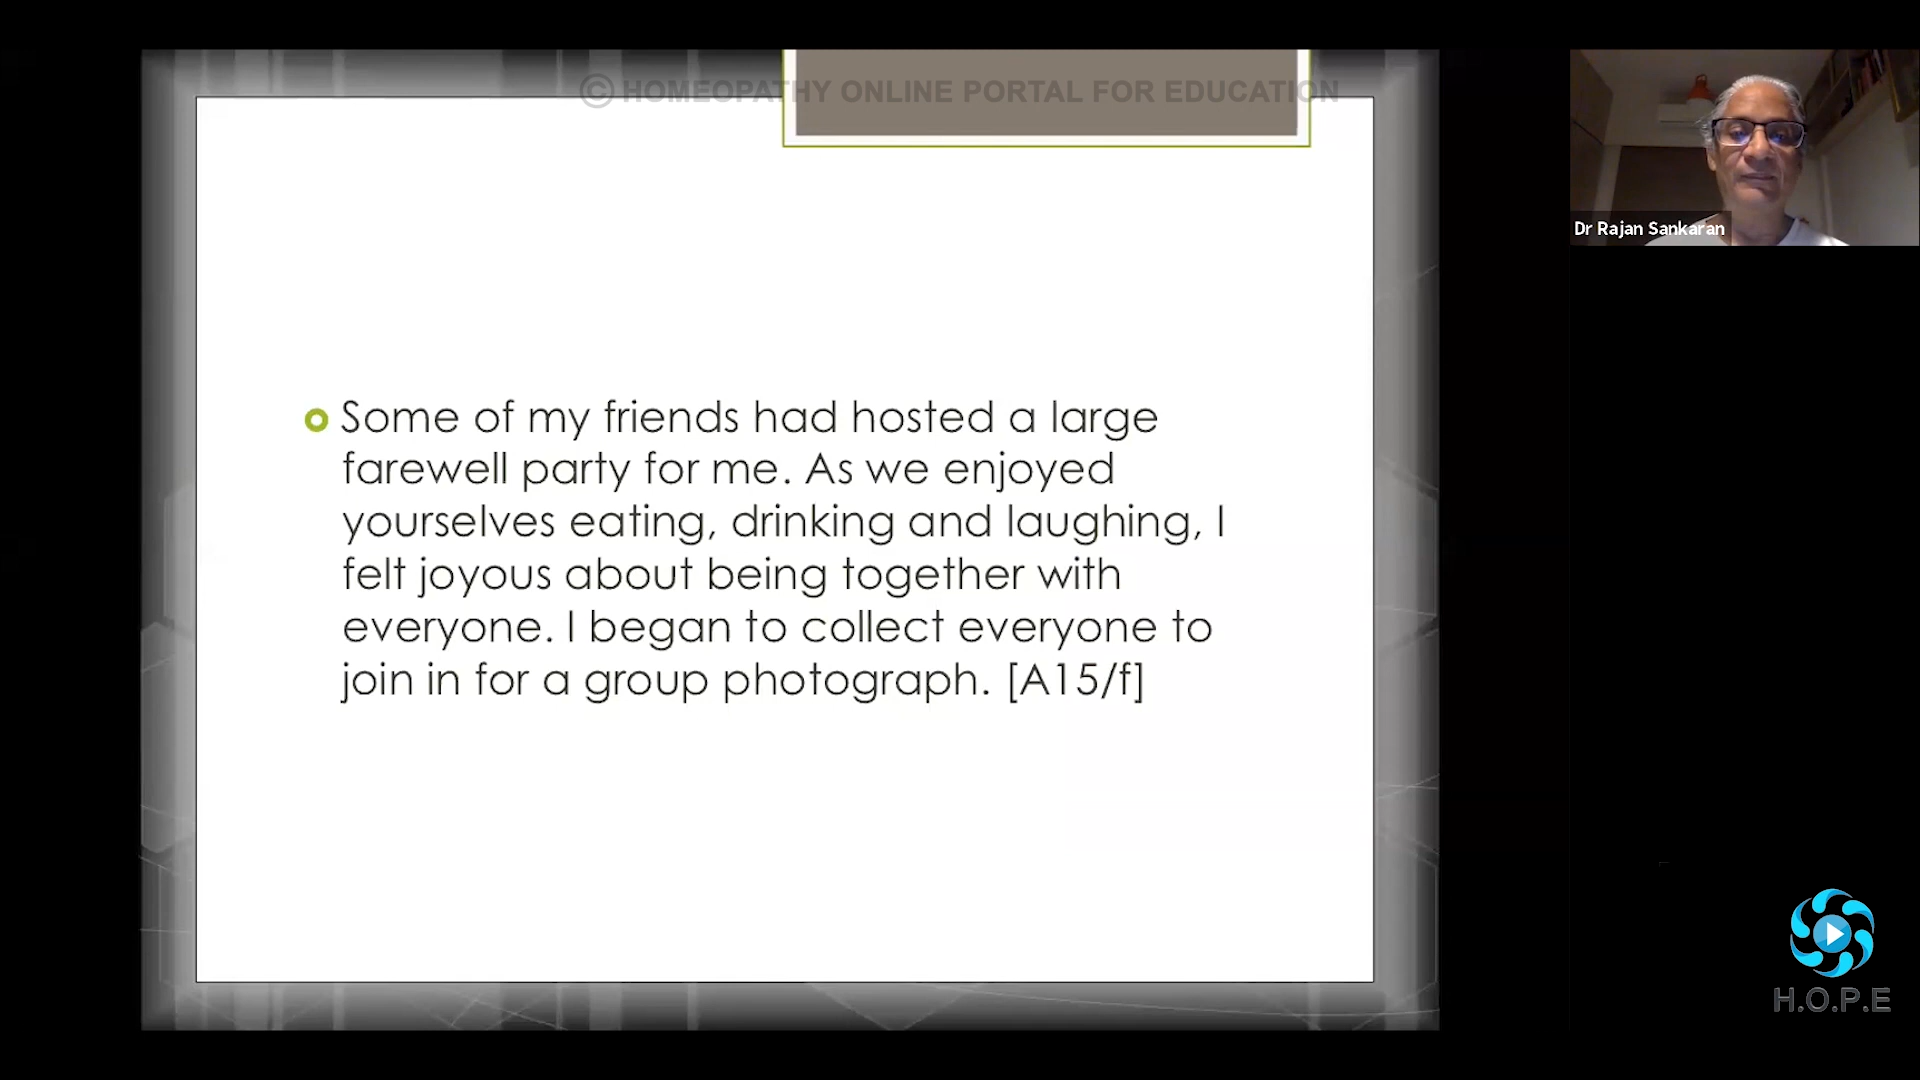 © HOMEOPATHY ONLINE PORTAL FOR EDUCATION
Dr Rajan Sankaran
Some of my friends had hosted a large
farewell party for me. As we enjoyed
yourselves eating, drinking and laughing, I
felt joyous about being together with
everyone. I began to collect everyone to
join in for a group photograph. [A15/f]
H.O.P.E